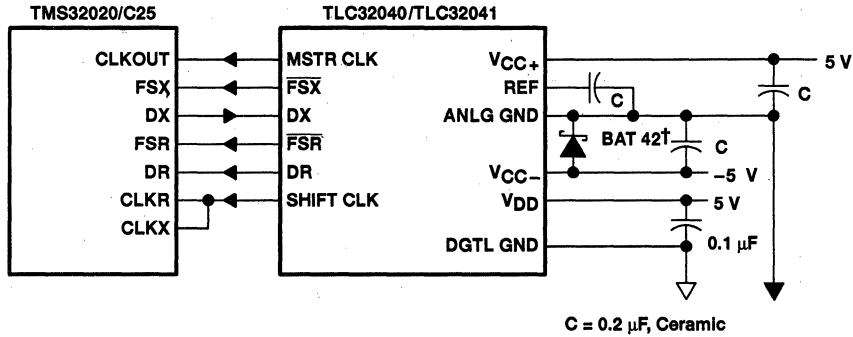 TMS32020/C25
TLC32040/TLC32041
CLKOUT
FSX
DX
FSR
DR
CLKR
CLKX
MSTR CLK
FSX
DX
FSR
DR
SHIFT CLK
VCC+
REF
ANLG GND
VCC−
VDD
DGTL GND
5 V
C
C
BAT 42†
C
−5 V
5 V
0.1 μF
C = 0.2 μF, Ceramic